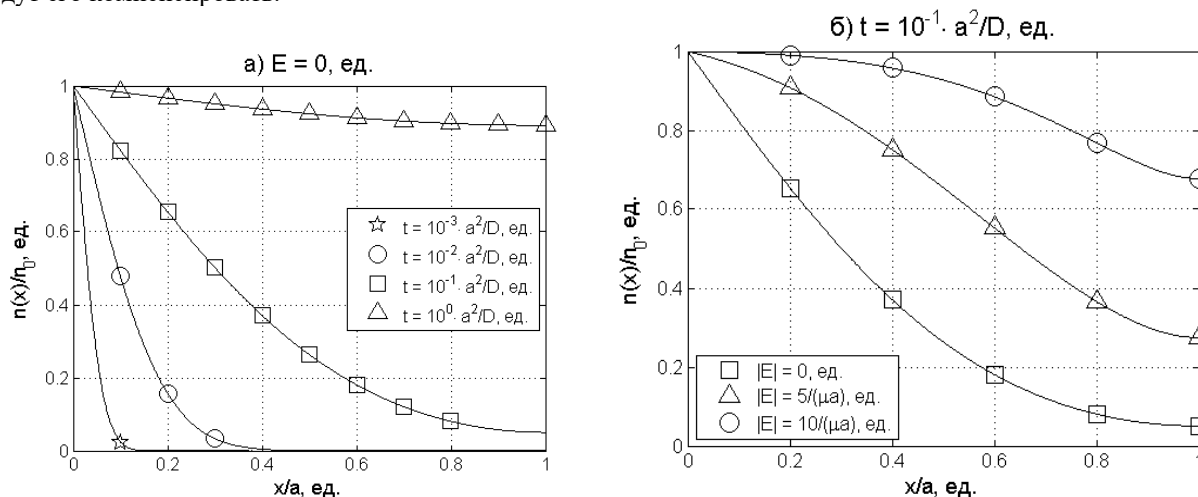 а) E = 0, ед.
1
0.8
0.6
0.4
0.2
0
n(x)/n₀, ед.
t = 10⁻³· a²/D, ед.
t = 10⁻²· a²/D, ед.
t = 10⁻¹· a²/D, ед.
t = 10⁰· a²/D, ед.
0 0.2 0.4 0.6 0.8 1
x/a, ед.
б) t = 10⁻¹· a²/D, ед.
1
0.8
0.6
0.4
0.2
0
n(x)/n₀, ед.
|E| = 0, ед.
|E| = 5/(μa), ед.
|E| = 10/(μa), ед.
0 0.2 0.4 0.6 0.8 1
x/a, ед.